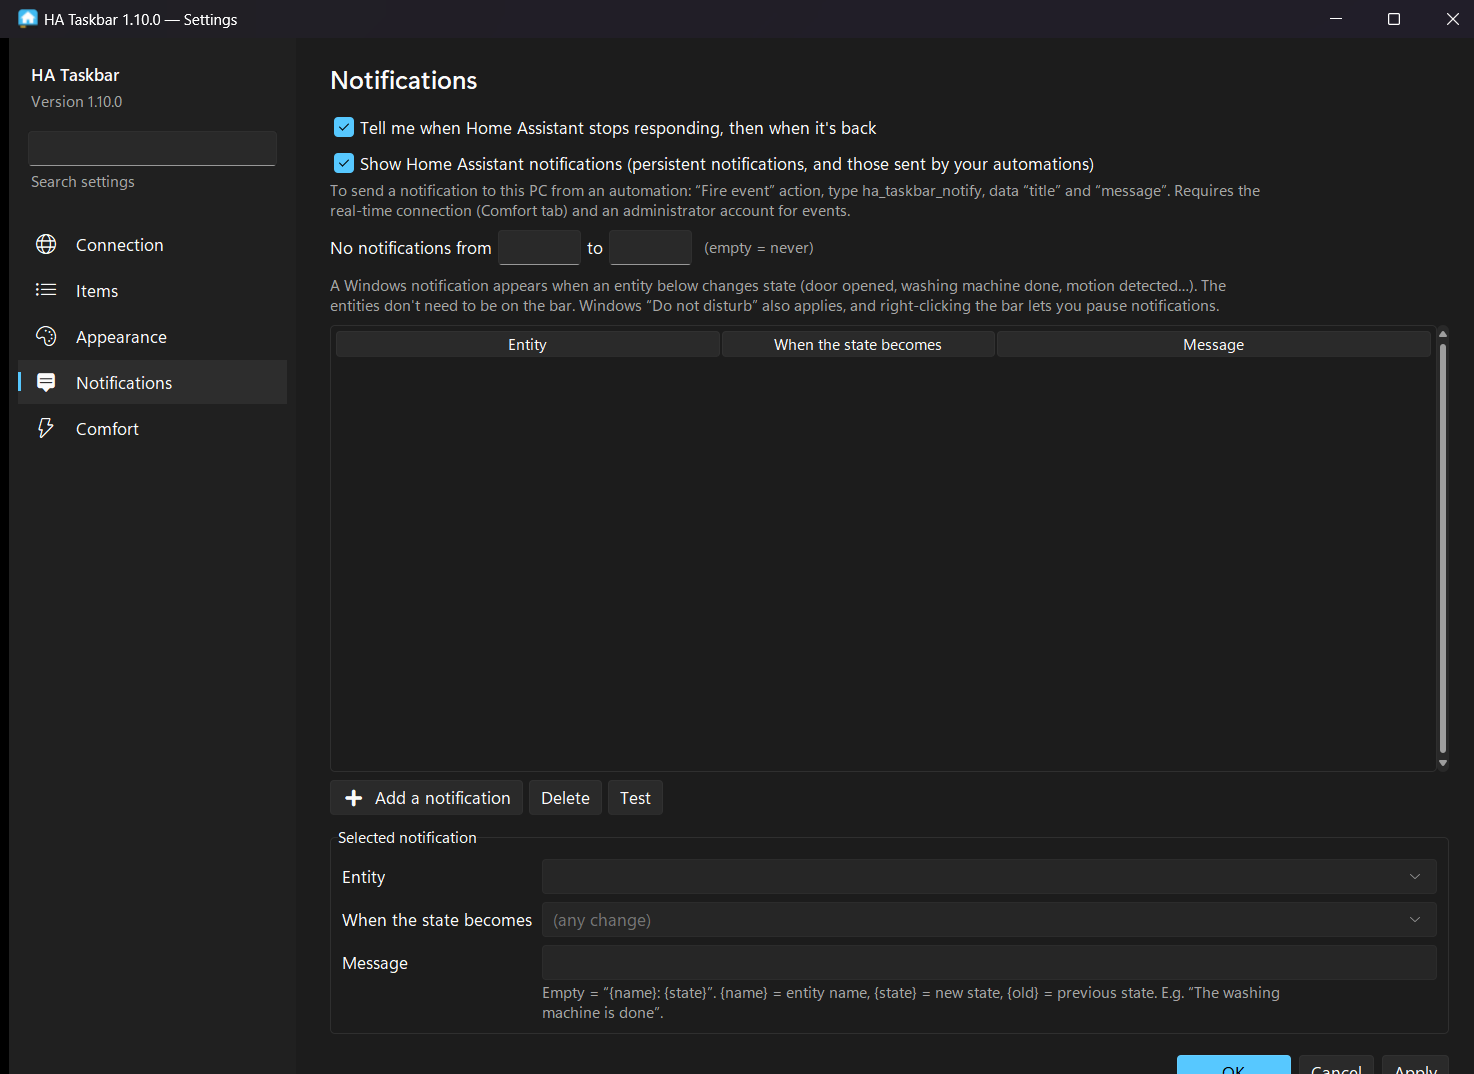 HA Taskbar 1.10.0 — Settings
HA Taskbar
Version 1.10.0
Search settings
Connection
Items
Appearance
Notifications
Comfort
Notifications
Tell me when Home Assistant stops responding, then when it's back
Show Home Assistant notifications (persistent notifications, and those sent by your automations)
To send a notification to this PC from an automation: “Fire event” action, type ha_taskbar_notify, data “title” and “message”. Requires the
real-time connection (Comfort tab) and an administrator account for events.
No notifications from to (empty = never)
A Windows notification appears when an entity below changes state (door opened, washing machine done, motion detected…). The
entities don't need to be on the bar. Windows “Do not disturb” also applies, and right-clicking the bar lets you pause notifications.
Entity When the state becomes Message
Add a notification Delete Test
Selected notification
Entity
When the state becomes (any change)
Message
Empty = “{name}: {state}”. {name} = entity name, {state} = new state, {old} = previous state. E.g. “The washing
machine is done”.
OK Cancel Apply